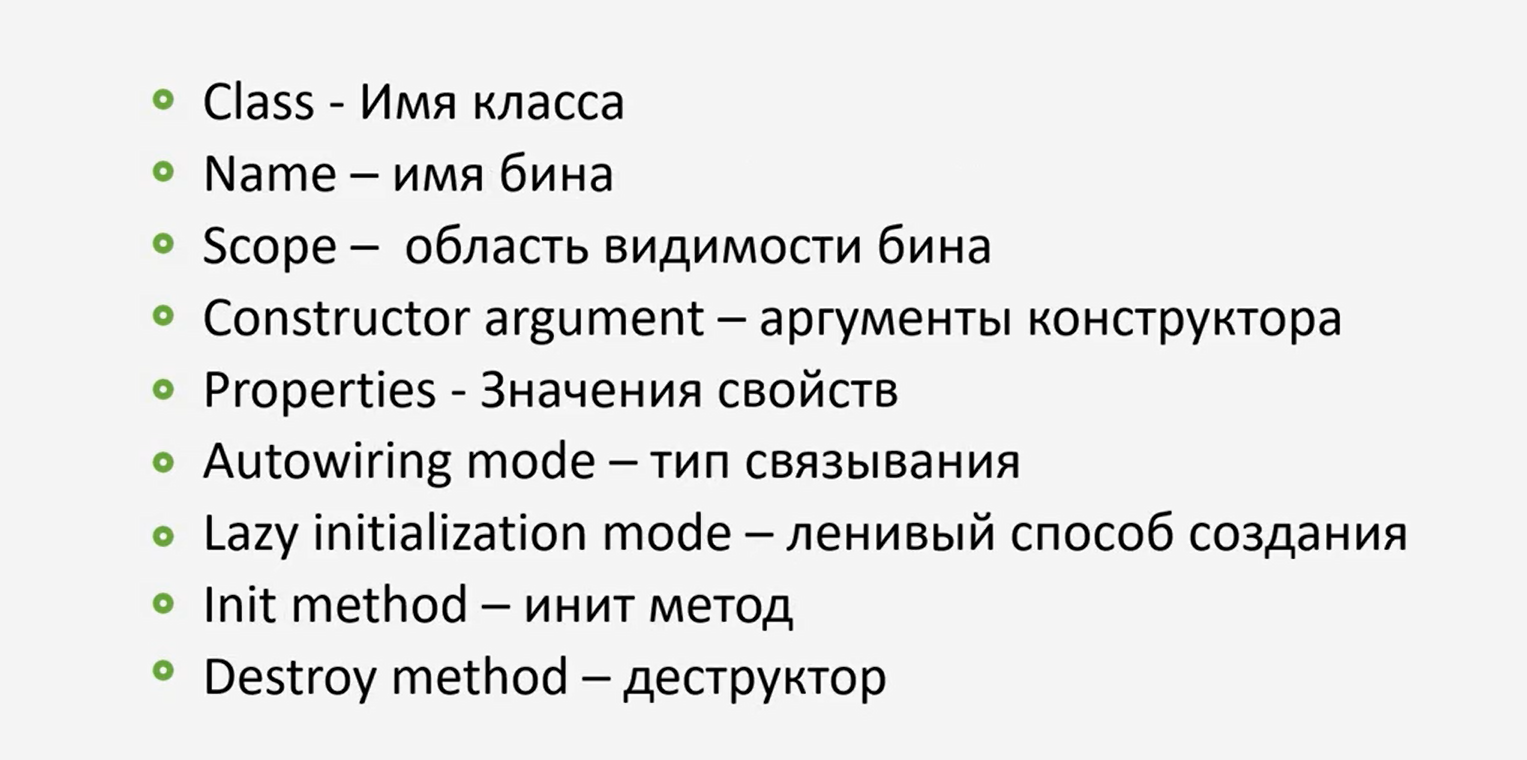 Class - Имя класса
Name – имя бина
Scope –  область видимости бина
Constructor argument – аргументы конструктора
Properties - Значения свойств
Autowiring mode – тип связывания
Lazy initialization mode – ленивый способ создания
Init method – инит метод
Destroy method – деструктор